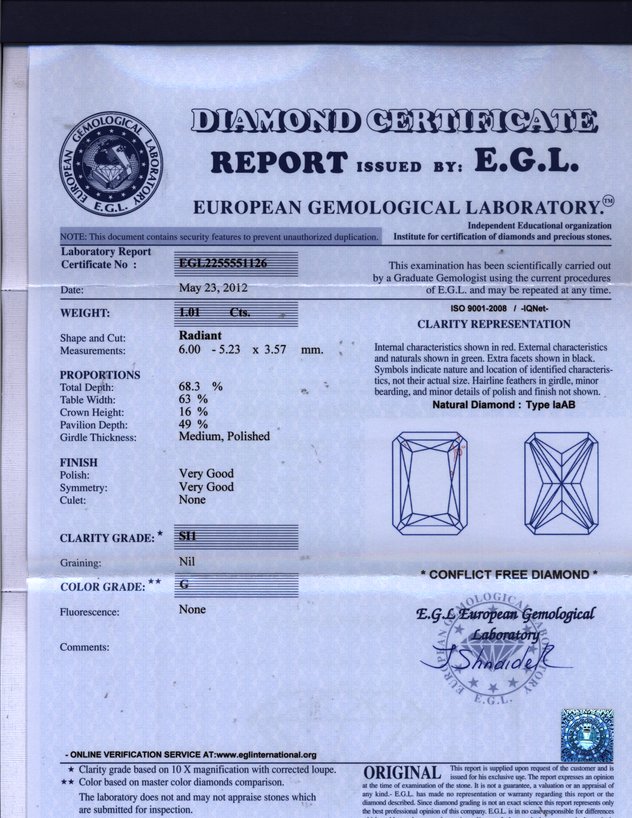 DIAMOND CERTIFICATE
REPORT ISSUED BY: E.G.L.
EUROPEAN GEMOLOGICAL LABORATORY.™
EUROPEAN GEMOLOGICAL LABORATORY
E.G.L.
Independent Educational organization
Institute for certification of diamonds and precious stones.
NOTE: This document contains security features to prevent unauthorized duplication.
Laboratory Report
Certificate No : EGL2255551126
Date: May 23, 2012
This examination has been scientifically carried out
by a Graduate Gemologist using the current procedures
of E.G.L. and may be repeated at any time.
WEIGHT: 1.01 Cts.
Shape and Cut: Radiant
Measurements: 6.00 - 5.23 x 3.57 mm.
PROPORTIONS
Total Depth: 68.3 %
Table Width: 63 %
Crown Height: 16 %
Pavilion Depth: 49 %
Girdle Thickness: Medium, Polished
FINISH
Polish: Very Good
Symmetry: Very Good
Culet: None
CLARITY GRADE:★ SI1
Graining: Nil
COLOR GRADE:★★ G
Fluorescence: None
Comments:
ISO 9001-2008 / -IQNet-
CLARITY REPRESENTATION
Internal characteristics shown in red. External characteristics
and naturals shown in green. Extra facets shown in black.
Symbols indicate nature and location of identified characteris-
tics, not their actual size. Hairline feathers in girdle, minor
bearding, and minor details of polish and finish not shown.
Natural Diamond : Type IaAB
* CONFLICT FREE DIAMOND *
E.G.L European Gemological
Laboratory
E.G.L.
- ONLINE VERIFICATION SERVICE AT:www.eglinternational.org
★ Clarity grade based on 10 X magnification with corrected loupe.
★★ Color based on master color diamonds comparison.
The laboratory does not and may not appraise stones which
are submitted for inspection.
ORIGINAL This report is supplied upon request of the customer and is
issued for his exclusive use. The report expresses an opinion
at the time of examination of the stone. It is not a guarantee, a valuation or an appraisal of
any kind.- E.G.L. has made no representation or warranty regarding this report or the
diamond described. Since diamond grading is not an exact science this report represents only
the best professional opinion of this company. E.G.L. is in no case responsible for differences